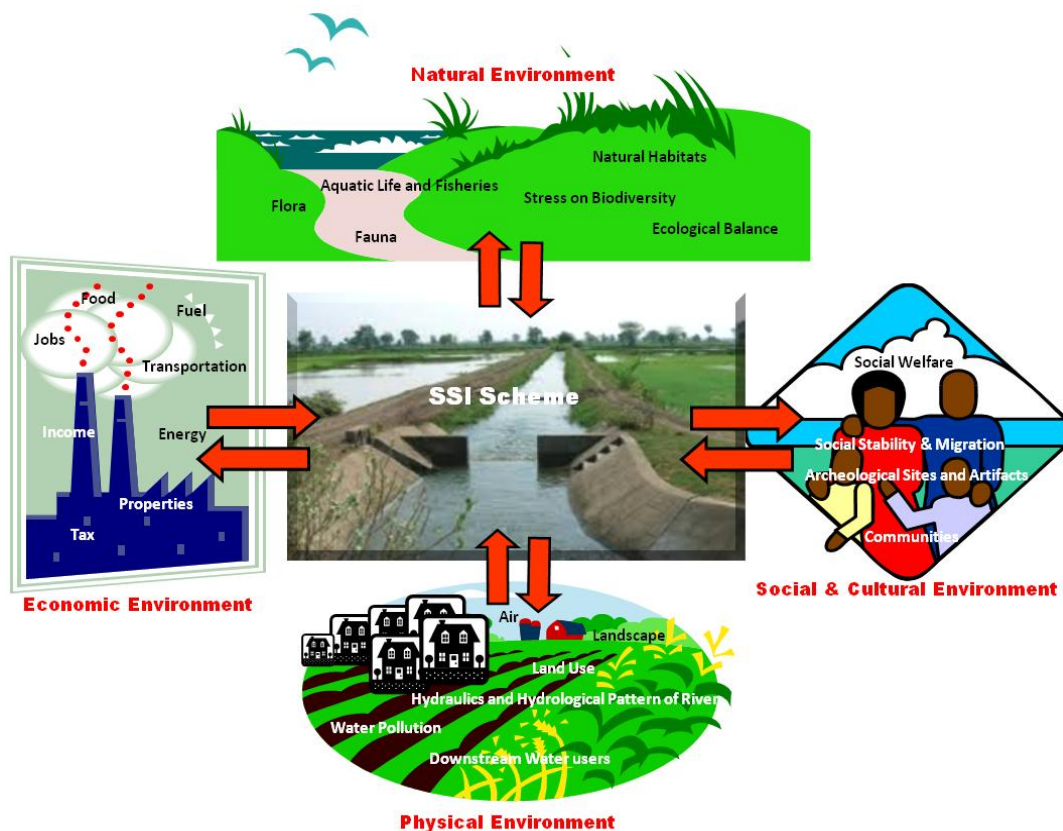 Natural Environment
Natural Habitats
Aquatic Life and Fisheries
Stress on Biodiversity
Flora
Fauna
Ecological Balance
Food
Fuel
Jobs
Transportation
Income
Energy
Properties
Tax
Economic Environment
SSI Scheme
Social Welfare
Social Stability & Migration
Archeological Sites and Artifacts
Communities
Social & Cultural Environment
Air
Landscape
Land Use
Hydraulics and Hydrological Pattern of River
Water Pollution
Downstream Water users
Physical Environment